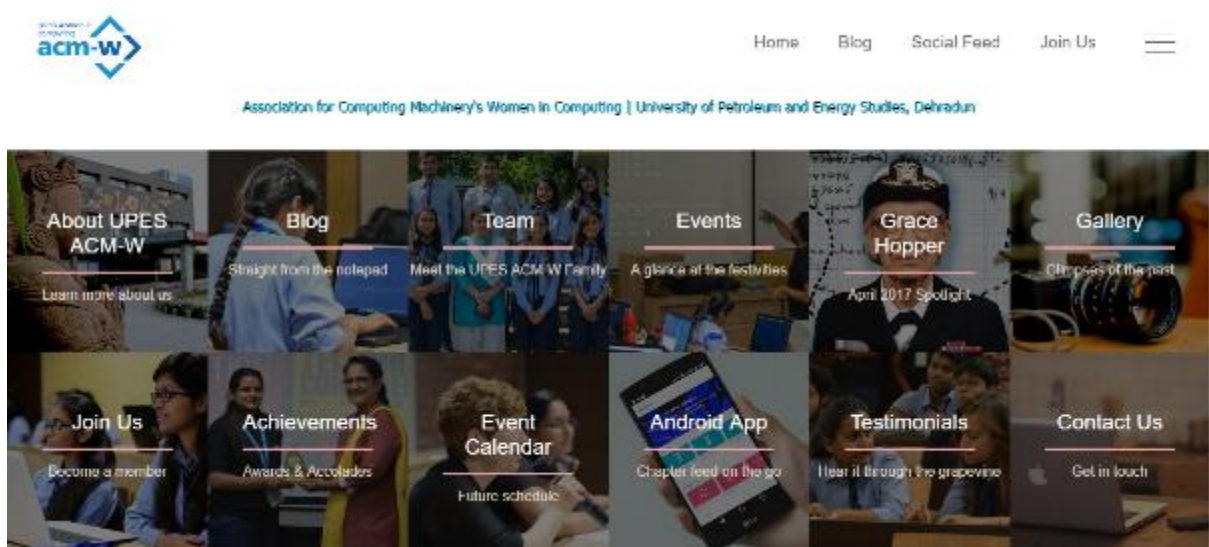 acm-w
Home Blog Social Feed Join Us
Association for Computing Machinery's Women in Computing | University of Petroleum and Energy Studies, Dehradun
About UPES
ACM-W
Learn more about us
Blog
Straight from the notepad
Team
Meet the UPES ACM-W Family
Events
A glance at the festivities
Grace
Hopper
April 2017 Spotlight
Gallery
Glimpses of the past
Join Us
Become a member
Achievements
Awards & Accolades
Event
Calendar
Future schedule
Android App
Chapter feed on the go
Testimonials
Hear it through the grapevine
Contact Us
Get in touch